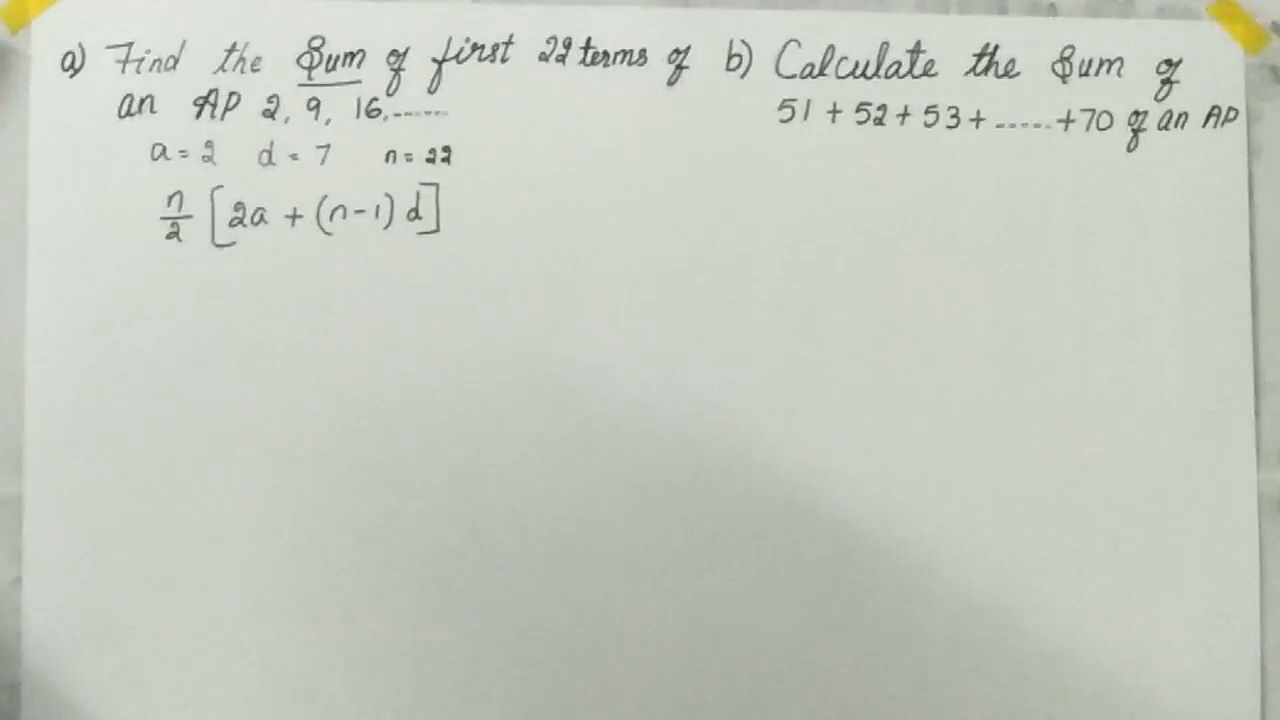 a) Find the Sum of first 22 terms of
an AP 2, 9, 16,......
a = 2 d = 7 n = 22
n/2 [2a + (n-1) d]
b) Calculate the Sum of
51 + 52 + 53 + ..... + 70 of an AP